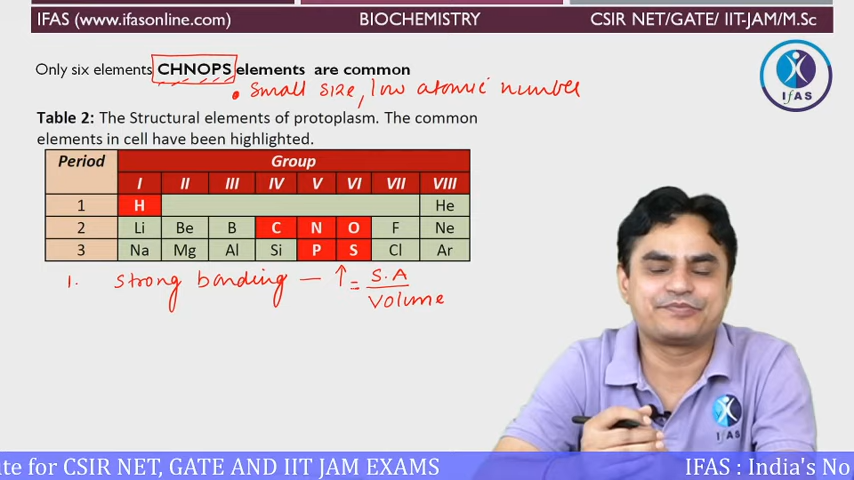 IFAS (www.ifasonline.com) BIOCHEMISTRY CSIR NET/GATE/ IIT-JAM/M.Sc
Only six elements CHNOPS elements are common
• Small size, low atomic number
IFAS
Table 2: The Structural elements of protoplasm. The common
elements in cell have been highlighted.
Period Group
I II III IV V VI VII VIII
1 H He
2 Li Be B C N O F Ne
3 Na Mg Al Si P S Cl Ar
1. strong bonding — ↑ = S.A
Volume
IFAS
te for CSIR NET, GATE AND IIT JAM EXAMS IFAS : India's No